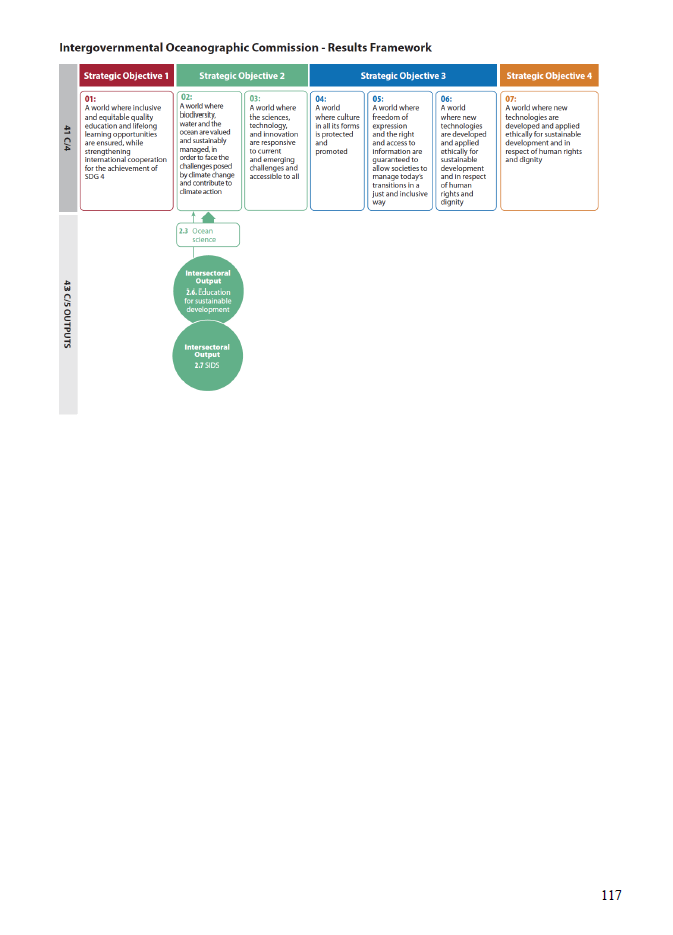 Intergovernmental Oceanographic Commission - Results Framework
Strategic Objective 1
Strategic Objective 2
Strategic Objective 3
Strategic Objective 4
41 C/4
01:
A world where inclusive
and equitable quality
education and lifelong
learning opportunities
are ensured, while
strengthening
international cooperation
for the achievement of
SDG 4
02:
A world where
biodiversity,
water and the
ocean are valued
and sustainably
managed, in
order to face the
challenges posed
by climate change
and contribute to
climate action
03:
A world where
the sciences,
technology,
and innovation
are responsive
to current
and emerging
challenges and
accessible to all
04:
A world
where culture
in all its forms
is protected
and
promoted
05:
A world where
freedom of
expression
and the right
and access to
information are
guaranteed to
allow societies to
manage today's
transitions in a
just and inclusive
way
06:
A world
where new
technologies
are developed
and applied
ethically for
sustainable
development
and in respect
of human
rights and
dignity
07:
A world where new
technologies are
developed and applied
ethically for sustainable
development and in
respect of human rights
and dignity
43 C/5 OUTPUTS
Ocean
science
Intersectoral
Output
2.6. Education
for sustainable
development
Intersectoral
Output
2.7 SIDS
117